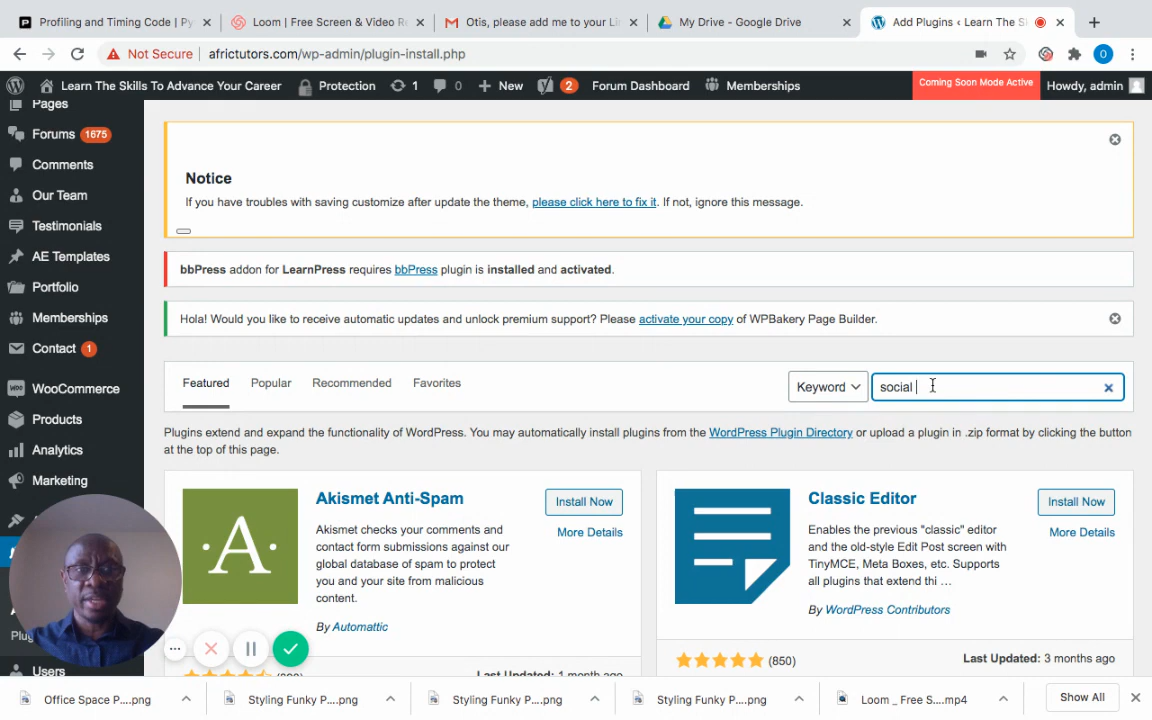 Profiling and Timing Code | Py
Loom | Free Screen & Video Re
Otis, please add me to your Lin
My Drive - Google Drive
Add Plugins ‹ Learn The Sk
Not Secure
africtutors.com/wp-admin/plugin-install.php
O
Learn The Skills To Advance Your Career
Protection
1
0
New
2
Forum Dashboard
Memberships
Coming Soon Mode Active
Howdy, admin
Pages
Forums 1675
Comments
Our Team
Testimonials
AE Templates
Portfolio
Memberships
Contact 1
WooCommerce
Products
Analytics
Marketing
Users
Notice
If you have troubles with saving customize after update the theme, please click here to fix it. If not, ignore this message.
bbPress addon for LearnPress requires bbPress plugin is installed and activated.
Hola! Would you like to receive automatic updates and unlock premium support? Please activate your copy of WPBakery Page Builder.
Featured
Popular
Recommended
Favorites
Keyword
social
Plugins extend and expand the functionality of WordPress. You may automatically install plugins from the WordPress Plugin Directory or upload a plugin in .zip format by clicking the button
at the top of this page.
A
Akismet Anti-Spam
Install Now
More Details
Akismet checks your comments and
contact form submissions against our
global database of spam to protect
you and your site from malicious
content.
By Automattic
Classic Editor
Install Now
More Details
Enables the previous "classic" editor
and the old-style Edit Post screen with
TinyMCE, Meta Boxes, etc. Supports
all plugins that extend thi ...
By WordPress Contributors
(850)
Last Updated: 3 months ago
Office Space P....png
Styling Funky P....png
Styling Funky P....png
Styling Funky P....png
Loom _ Free S....mp4
Show All